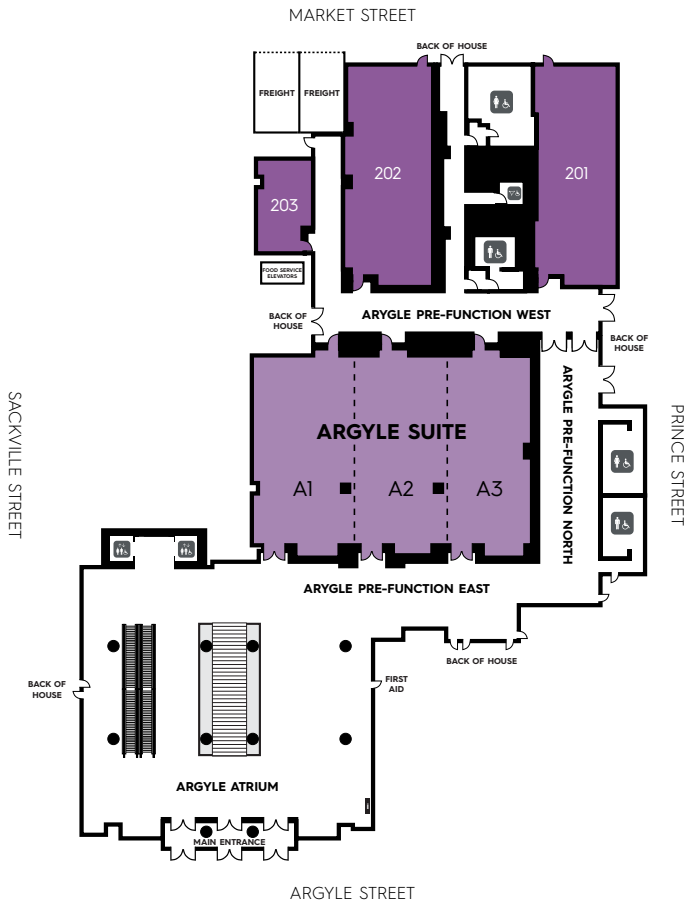 MARKET STREET
BACK OF HOUSE
FREIGHT
FREIGHT
202
201
203
FOOD SERVICE
ELEVATORS
BACK OF
HOUSE
ARYGLE PRE-FUNCTION WEST
BACK OF
HOUSE
ARGYLE SUITE
A1
A2
A3
ARYGLE PRE-FUNCTION NORTH
SACKVILLE STREET
PRINCE STREET
ARYGLE PRE-FUNCTION EAST
BACK OF HOUSE
BACK OF
HOUSE
FIRST
AID
ARGYLE ATRIUM
MAIN ENTRANCE
ARGYLE STREET